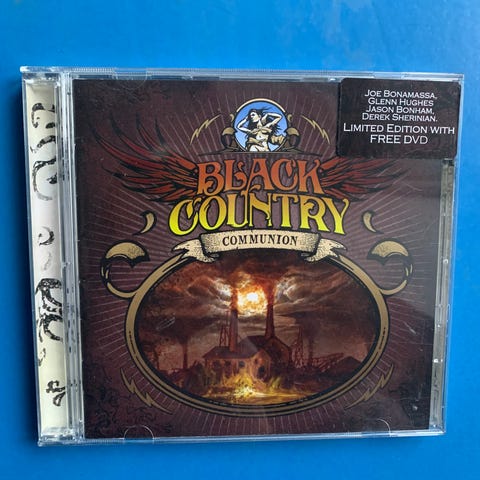 JOE BONAMASSA,
GLENN HUGHES
JASON BONHAM,
DEREK SHERINIAN.
LIMITED EDITION WITH
FREE DVD
BLACK
COUNTRY
COMMUNION